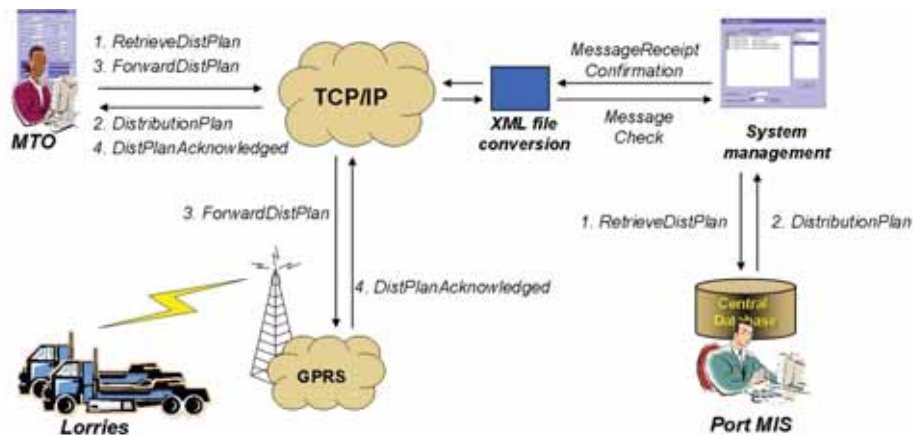 1. RetrieveDistPlan
3. ForwardDistPlan
MTO
2. DistributionPlan
4. DistPlanAcknowledged
TCP/IP
XML file
conversion
MessageReceipt
Confirmation
Message
Check
System
management
3. ForwardDistPlan
4. DistPlanAcknowledged
1. RetrieveDistPlan
2. DistributionPlan
Central
Database
GPRS
Lorries
Port MIS